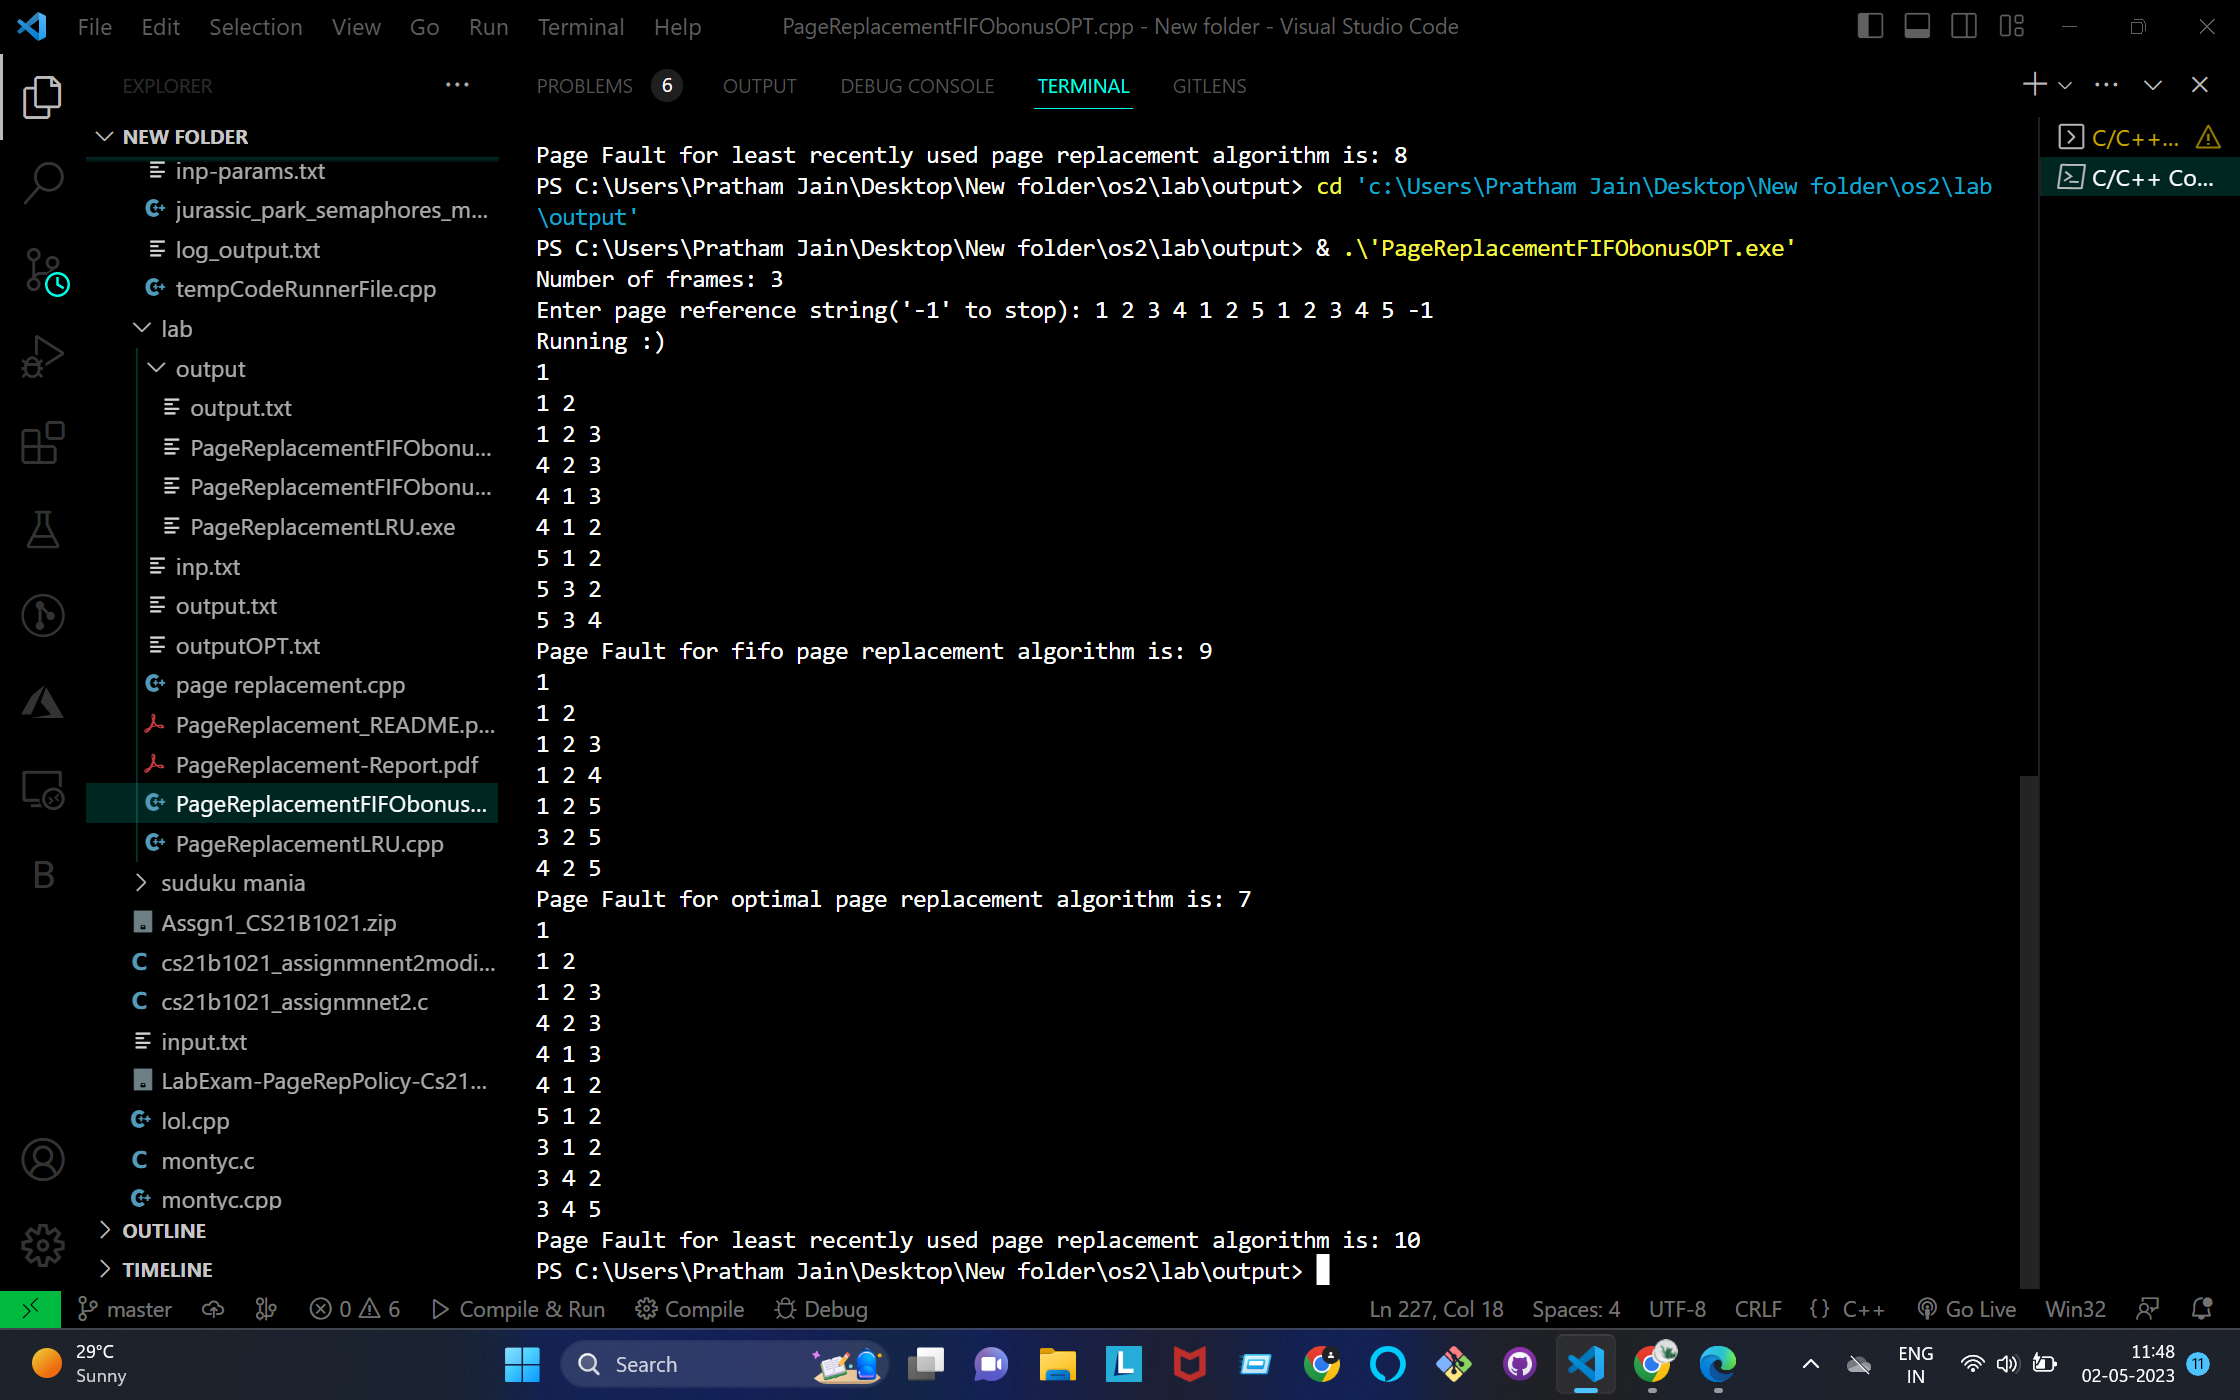 File Edit Selection View Go Run Terminal Help
PageReplacementFIFObonusOPT.cpp - New folder - Visual Studio Code
EXPLORER ...
NEW FOLDER
inp-params.txt
jurassic_park_semaphores_m...
log_output.txt
tempCodeRunnerFile.cpp
lab
output
output.txt
PageReplacementFIFObonu...
PageReplacementFIFObonu...
PageReplacementLRU.exe
inp.txt
output.txt
outputOPT.txt
page replacement.cpp
PageReplacement_README.p...
PageReplacement-Report.pdf
PageReplacementFIFObonus...
PageReplacementLRU.cpp
suduku mania
Assgn1_CS21B1021.zip
cs21b1021_assignmnent2modi...
cs21b1021_assignmnet2.c
input.txt
LabExam-PageRepPolicy-Cs21...
lol.cpp
montyc.c
montyc.cpp
OUTLINE
TIMELINE
PROBLEMS 6 OUTPUT DEBUG CONSOLE TERMINAL GITLENS
Page Fault for least recently used page replacement algorithm is: 8
PS C:\Users\Pratham Jain\Desktop\New folder\os2\lab\output> cd 'c:\Users\Pratham Jain\Desktop\New folder\os2\lab
\output'
PS C:\Users\Pratham Jain\Desktop\New folder\os2\lab\output> & .\'PageReplacementFIFObonusOPT.exe'
Number of frames: 3
Enter page reference string('-1' to stop): 1 2 3 4 1 2 5 1 2 3 4 5 -1
Running :)
1
1 2
1 2 3
4 2 3
4 1 3
4 1 2
5 1 2
5 3 2
5 3 4
Page Fault for fifo page replacement algorithm is: 9
1
1 2
1 2 3
1 2 4
1 2 5
3 2 5
4 2 5
Page Fault for optimal page replacement algorithm is: 7
1
1 2
1 2 3
4 2 3
4 1 3
4 1 2
5 1 2
3 1 2
3 4 2
3 4 5
Page Fault for least recently used page replacement algorithm is: 10
PS C:\Users\Pratham Jain\Desktop\New folder\os2\lab\output>
C/C++...
C/C++ Co...
B
master 0 6 Compile & Run Compile Debug Ln 227, Col 18 Spaces: 4 UTF-8 CRLF {} C++ Go Live Win32
29°C
Sunny
Search
L
ENG
IN
11:48
02-05-2023
11